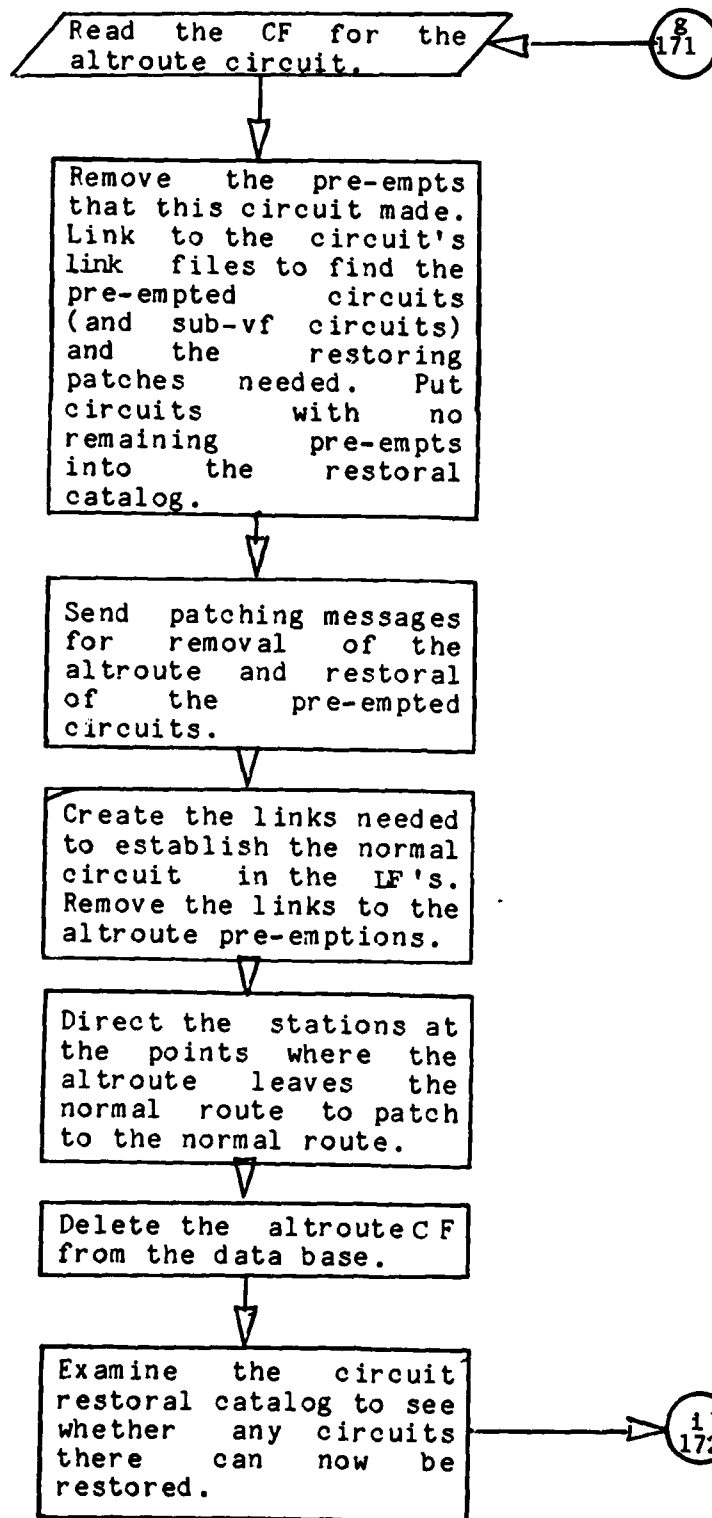 Read the CF for the
altroute circuit.
g
171
Remove the pre-empts
that this circuit made.
Link to the circuit's
link files to find the
pre-empted circuits
(and sub-vf circuits)
and the restoring
patches needed. Put
circuits with no
remaining pre-empts
into the restoral
catalog.
Send patching messages
for removal of the
altroute and restoral
of the pre-empted
circuits.
Create the links needed
to establish the normal
circuit in the LF's.
Remove the links to the
altroute pre-emptions.
Direct the stations at
the points where the
altroute leaves the
normal route to patch
to the normal route.
Delete the altroute CF
from the data base.
Examine the circuit
restoral catalog to see
whether any circuits
there can now be
restored.
i
172